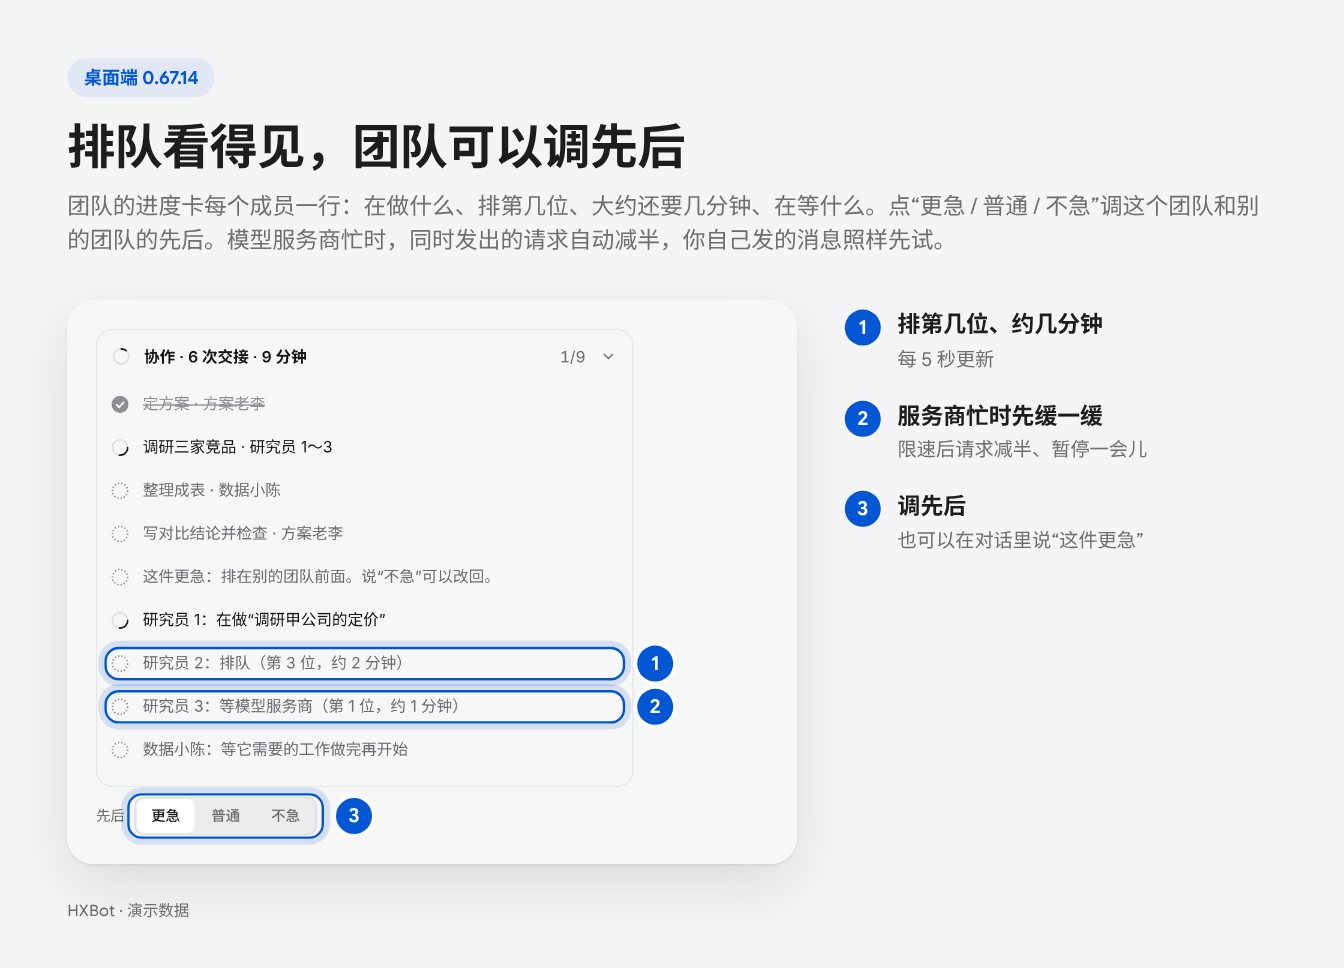 桌面端 0.67.14
排队看得见，团队可以调先后
团队的进度卡每个成员一行：在做什么、排第几位、大约还要几分钟、在等什么。点“更急 / 普通 / 不急”调这个团队和别
的团队的先后。模型服务商忙时，同时发出的请求自动减半，你自己发的消息照样先试。
协作 · 6 次交接 · 9 分钟 1/9
定方案 · 方案老李
调研三家竞品 · 研究员 1～3
整理成表 · 数据小陈
写对比结论并检查 · 方案老李
这件更急：排在别的团队前面。说“不急”可以改回。
研究员 1：在做“调研甲公司的定价”
研究员 2：排队（第 3 位，约 2 分钟）
1
研究员 3：等模型服务商（第 1 位，约 1 分钟）
2
数据小陈：等它需要的工作做完再开始
先后 更急 普通 不急
3
1 排第几位、约几分钟
每 5 秒更新
2 服务商忙时先缓一缓
限速后请求减半、暂停一会儿
3 调先后
也可以在对话里说“这件更急”
HXBot · 演示数据